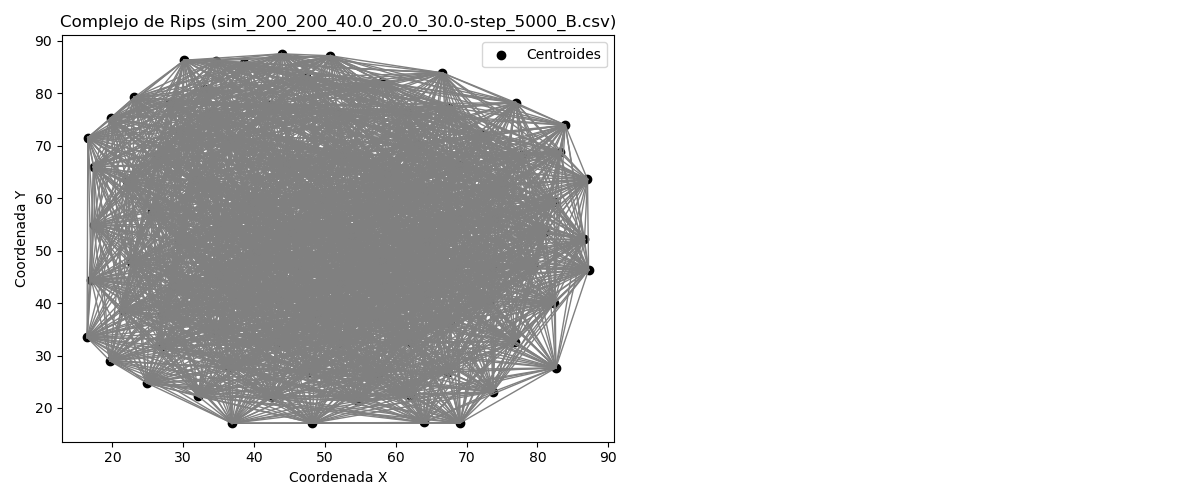 Complejo de Rips (sim_200_200_40.0_20.0_30.0-step_5000_B.csv)
Centroides
90
80
70
60
50
40
30
20
Coordenada Y
20 30 40 50 60 70 80 90
Coordenada X